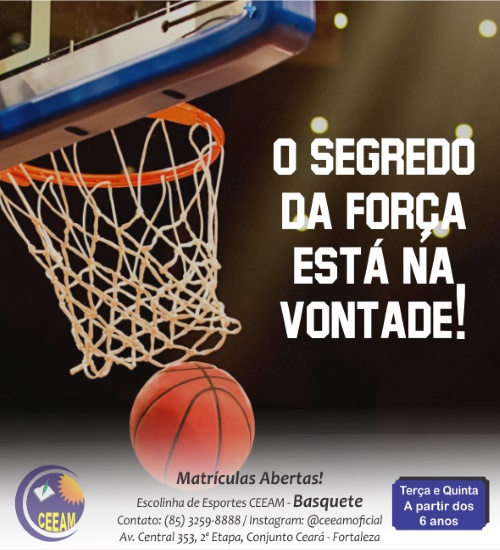 O SEGREDO
DA FORÇA
ESTÁ NA
VONTADE!
Matrículas Abertas!
Escolinha de Esportes CEEAM - Basquete
Contato: (85) 3259-8888 / Instagram: @ceeamoficial
Av. Central 353, 2ª Etapa, Conjunto Ceará - Fortaleza
CEEAM
Terça e Quinta
A partir dos
6 anos